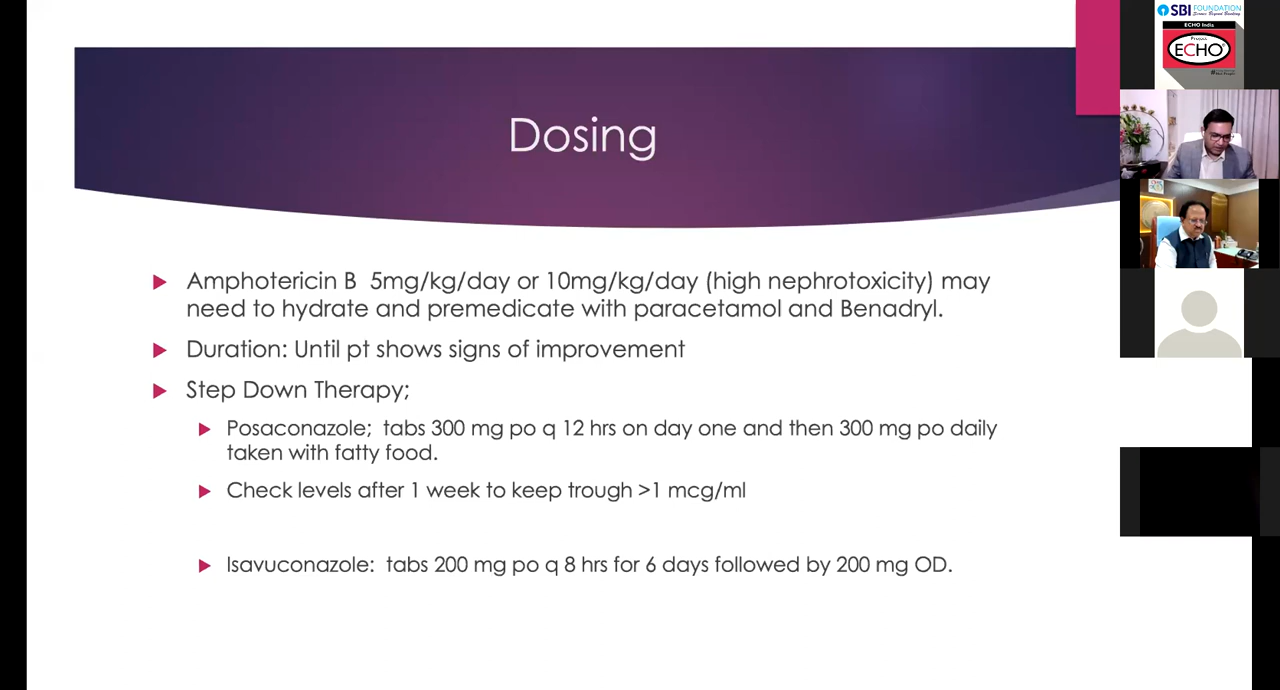 SBI FOUNDATION
Service Beyond Banking
ECHO India
Project
ECHO
Dosing
Amphotericin B 5mg/kg/day or 10mg/kg/day (high nephrotoxicity) may
need to hydrate and premedicate with paracetamol and Benadryl.
Duration: Until pt shows signs of improvement
Step Down Therapy;
Posaconazole; tabs 300 mg po q 12 hrs on day one and then 300 mg po daily
taken with fatty food.
Check levels after 1 week to keep trough >1 mcg/ml
Isavuconazole: tabs 200 mg po q 8 hrs for 6 days followed by 200 mg OD.